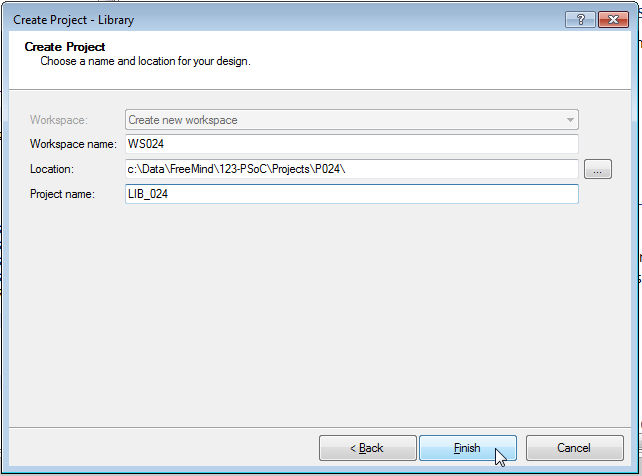 Create Project - Library
?
Create Project
Choose a name and location for your design.
Workspace: Create new workspace
Workspace name: WS024
Location: c:\Data\FreeMind\123-PSoC\Projects\P024\ ...
Project name: LIB_024
< Back Finish Cancel